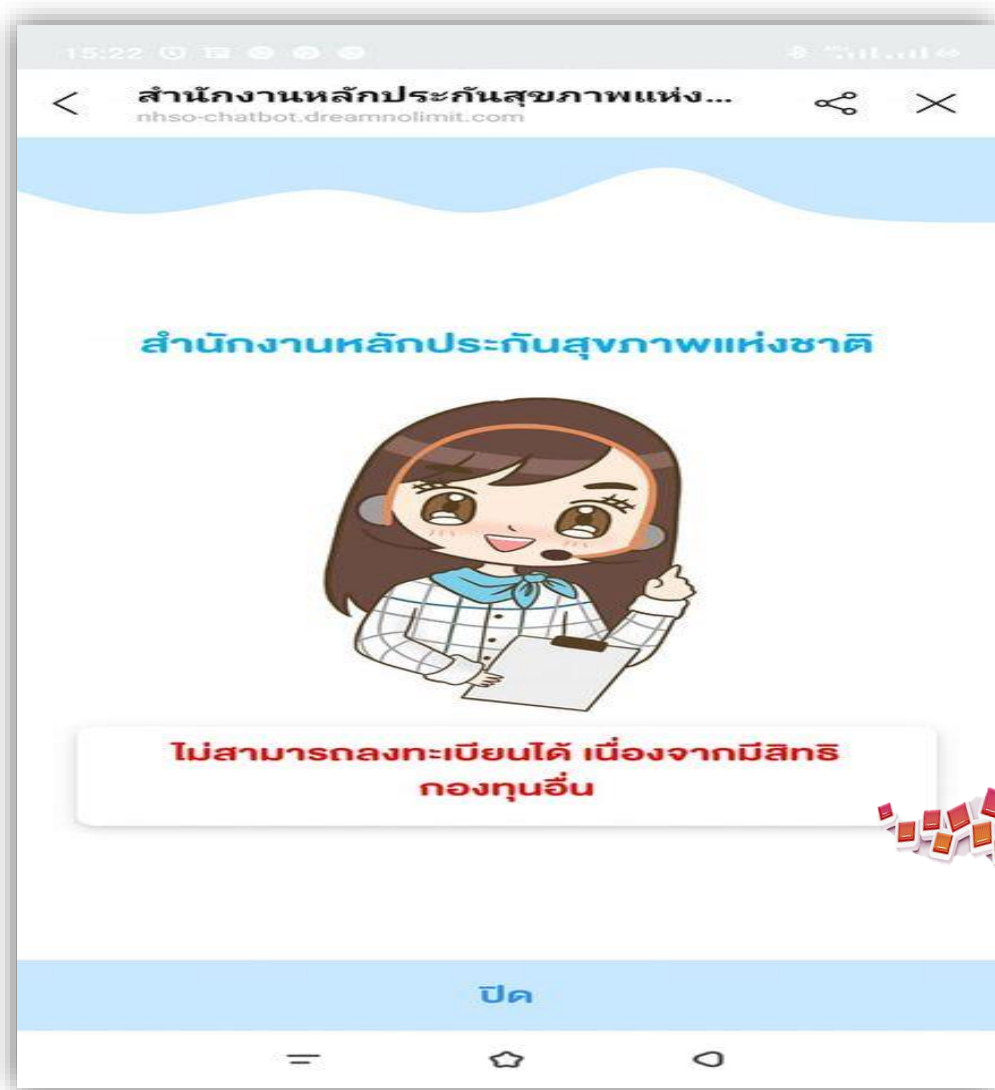 15:22
สำนักงานหลักประกันสุขภาพแห่ง...
nhso-chatbot.dreamnolimit.com
สำนักงานหลักประกันสุขภาพแห่งชาติ
ไม่สามารถลงทะเบียนได้ เนื่องจากมีสิทธิ
กองทุนอื่น
ปิด